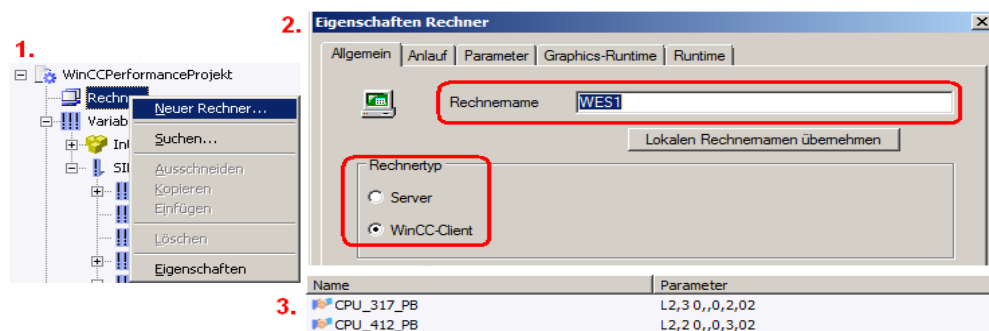 1.
WinCCPerformanceProjekt
Neuer Rechner...
Suchen...
Ausschneiden
Kopieren
Einfügen
Löschen
Eigenschaften
2.
Eigenschaften Rechner
Allgemein Anlauf Parameter Graphics-Runtime Runtime
Rechnername WES1
Lokalen Rechnernamen übernehmen
Rechnertyp
Server
WinCC-Client
3.
Name Parameter
CPU_317_PB L2,3 0,,0,2,02
CPU_412_PB L2,2 0,,0,3,02